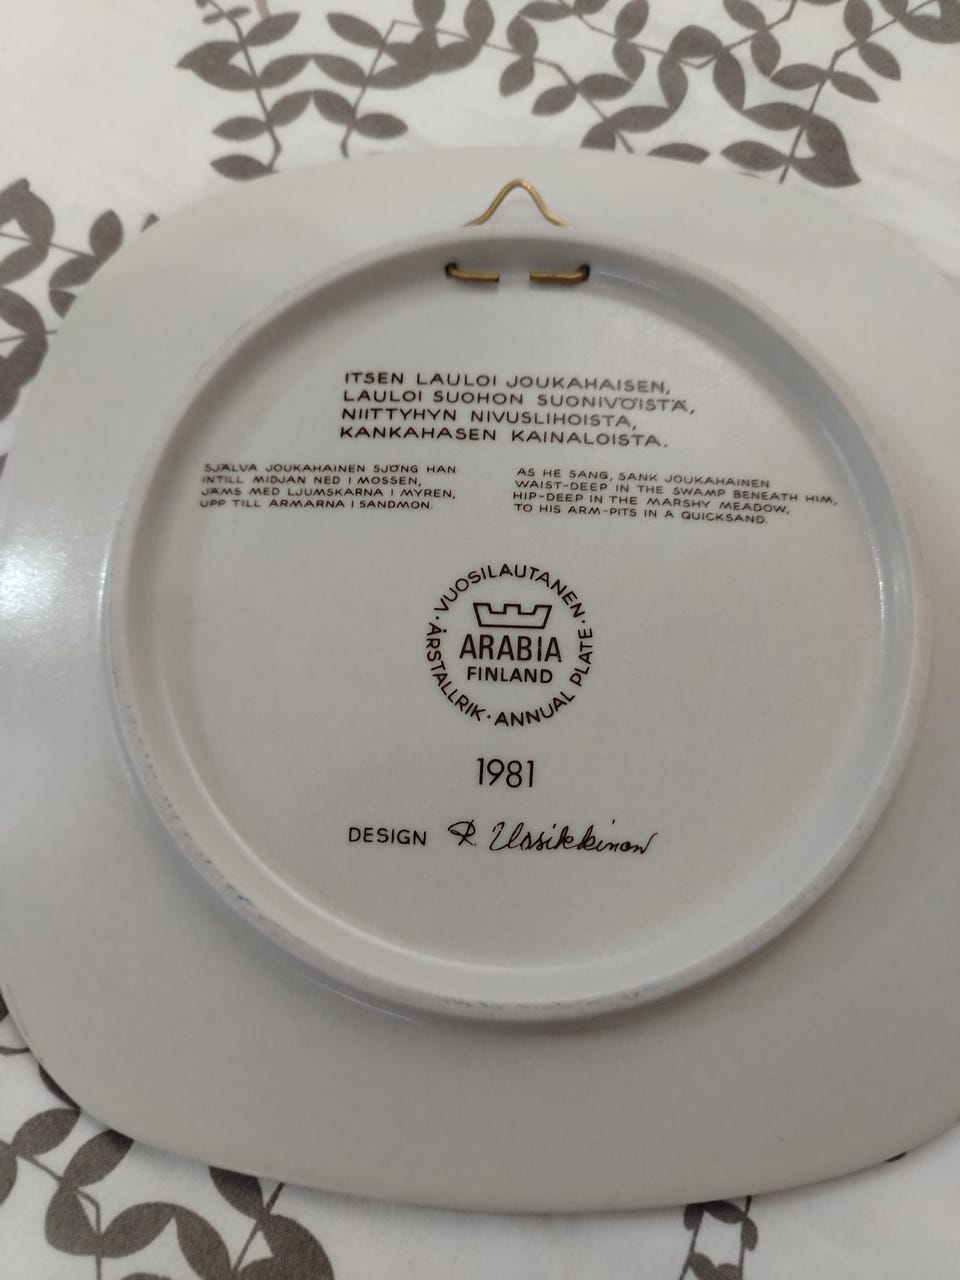 ITSEN LAULOI JOUKAHAISEN,
LAULOI SUOHON SUONIVÖISTÄ,
NIITTYHYN NIVUSLIHOISTA,
KANKAHASEN KAINALOISTA.
SJÄLVA JOUKAHAINEN SJÖNG HAN
INTILL MIDJAN NED I MOSSEN,
JÄMS MED LJUMSKARNA I MYREN,
UPP TILL ARMARNA I SANDMON.
AS HE SANG, SANK JOUKAHAINEN
WAIST-DEEP IN THE SWAMP BENEATH HIM,
HIP-DEEP IN THE MARSHY MEADOW,
TO HIS ARM-PITS IN A QUICKSAND.
VUOSILAUTANEN · ANNUAL PLATE · ÅRSTALLRIK ·
ARABIA
FINLAND
1981
DESIGN R. Uosikkinen